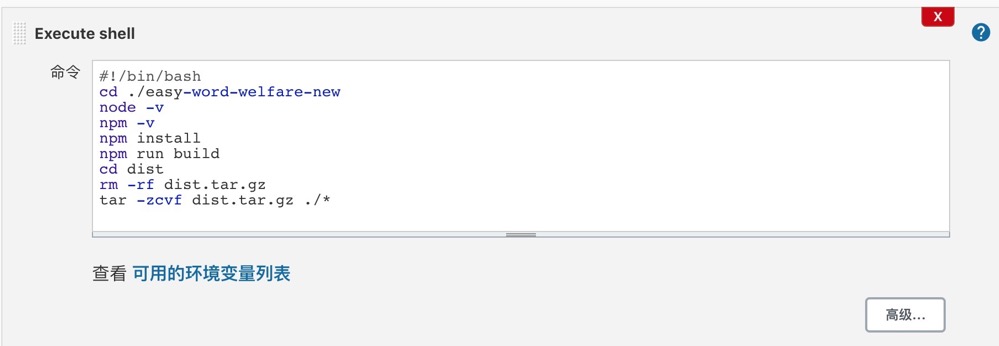 X
Execute shell
?
命令
#!/bin/bash
cd ./easy-word-welfare-new
node -v
npm -v
npm install
npm run build
cd dist
rm -rf dist.tar.gz
tar -zcvf dist.tar.gz ./*
查看 可用的环境变量列表
高级...